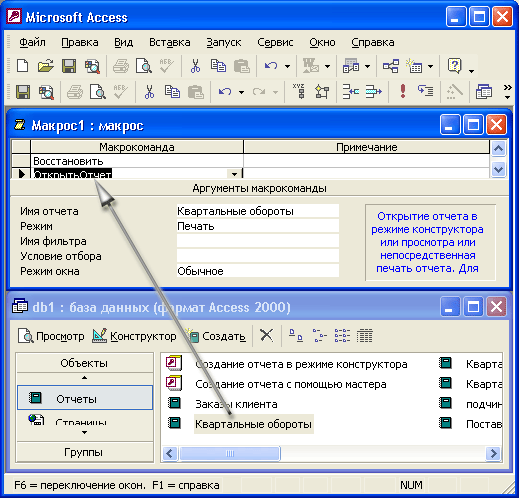 Microsoft Access
Файл Правка Вид Вставка Запуск Сервис Окно Справка
Макрос1 : макрос
Макрокоманда Примечание
Восстановить
ОткрытьОтчет
Аргументы макрокоманды
Имя отчета Квартальные обороты
Режим Печать
Имя фильтра
Условие отбора
Режим окна Обычное
Открытие отчета в
режиме конструктора
или просмотра или
непосредственная
печать отчета. Для
db1 : база данных (формат Access 2000)
Просмотр Конструктор Создать
Объекты
Отчеты
Страницы
Группы
Создание отчета в режиме конструктора
Создание отчета с помощью мастера
Заказы клиента
Квартальные обороты
Кварта
Кварта
подчин
Постав
F6 = переключение окон. F1 = справка NUM